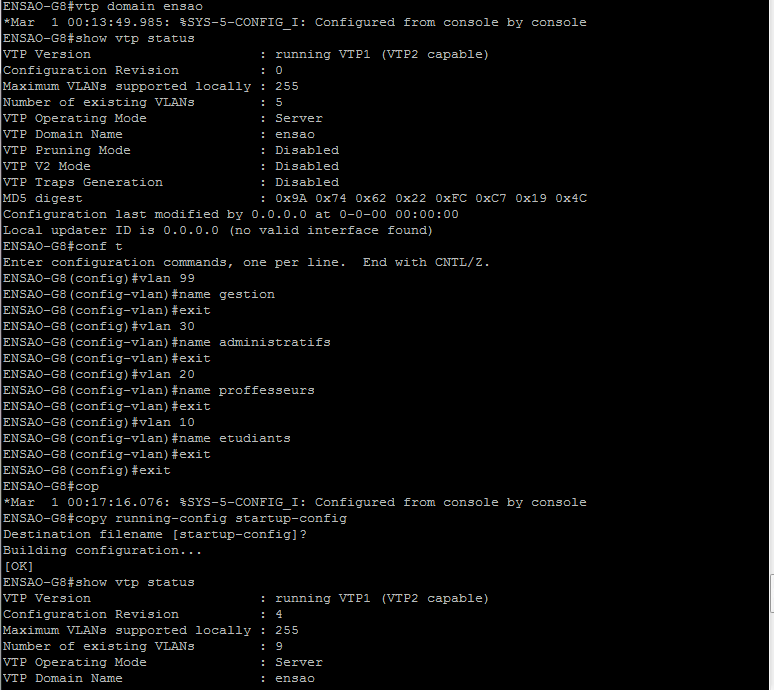 ENSAO-G8#vtp domain ensao
*Mar  1 00:13:49.985: %SYS-5-CONFIG_I: Configured from console by console
ENSAO-G8#show vtp status
VTP Version                     : running VTP1 (VTP2 capable)
Configuration Revision          : 0
Maximum VLANs supported locally : 255
Number of existing VLANs        : 5
VTP Operating Mode              : Server
VTP Domain Name                 : ensao
VTP Pruning Mode                : Disabled
VTP V2 Mode                     : Disabled
VTP Traps Generation            : Disabled
MD5 digest                      : 0x9A 0x74 0x62 0x22 0xFC 0xC7 0x19 0x4C
Configuration last modified by 0.0.0.0 at 0-0-00 00:00:00
Local updater ID is 0.0.0.0 (no valid interface found)
ENSAO-G8#conf t
Enter configuration commands, one per line.  End with CNTL/Z.
ENSAO-G8(config)#vlan 99
ENSAO-G8(config-vlan)#name gestion
ENSAO-G8(config-vlan)#exit
ENSAO-G8(config)#vlan 30
ENSAO-G8(config-vlan)#name administratifs
ENSAO-G8(config-vlan)#exit
ENSAO-G8(config)#vlan 20
ENSAO-G8(config-vlan)#name proffesseurs
ENSAO-G8(config-vlan)#exit
ENSAO-G8(config)#vlan 10
ENSAO-G8(config-vlan)#name etudiants
ENSAO-G8(config-vlan)#exit
ENSAO-G8(config)#exit
ENSAO-G8#cop
*Mar  1 00:17:16.076: %SYS-5-CONFIG_I: Configured from console by console
ENSAO-G8#copy running-config startup-config
Destination filename [startup-config]?
Building configuration...
[OK]
ENSAO-G8#show vtp status
VTP Version                     : running VTP1 (VTP2 capable)
Configuration Revision          : 4
Maximum VLANs supported locally : 255
Number of existing VLANs        : 9
VTP Operating Mode              : Server
VTP Domain Name                 : ensao